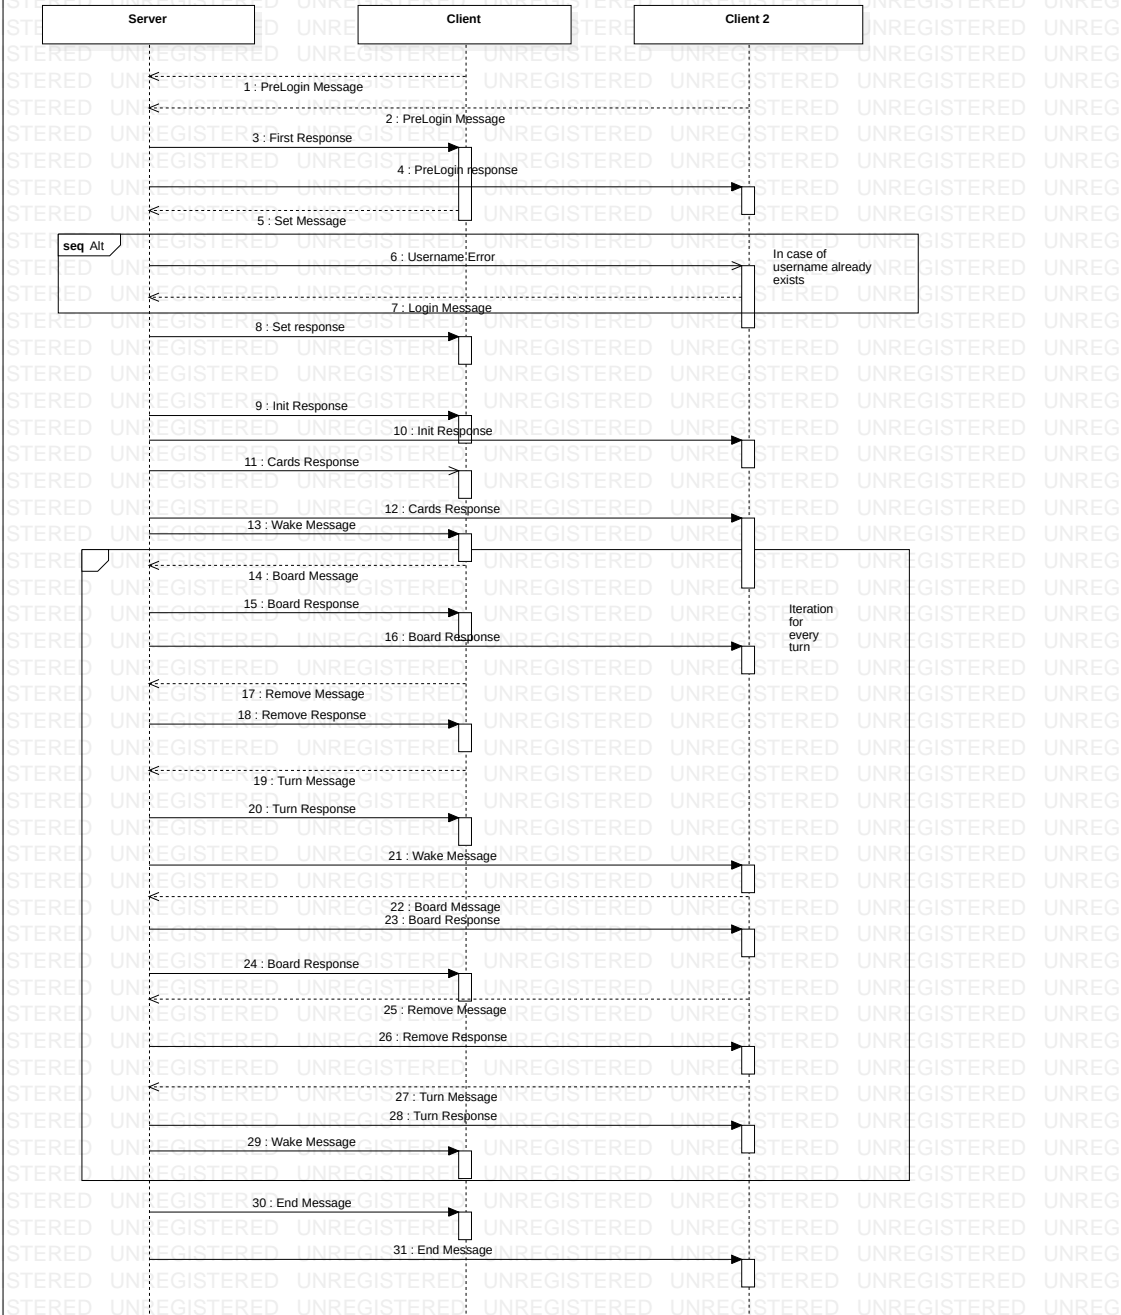 Server
Client
Client 2
1 : PreLogin Message
2 : PreLogin Message
3 : First Response
4 : PreLogin response
5 : Set Message
seq Alt
6 : Username Error
In case of
username already
exists
7 : Login Message
8 : Set response
9 : Init Response
10 : Init Response
11 : Cards Response
12 : Cards Response
13 : Wake Message
14 : Board Message
15 : Board Response
Iteration
for
every
turn
16 : Board Response
17 : Remove Message
18 : Remove Response
19 : Turn Message
20 : Turn Response
21 : Wake Message
22 : Board Message
23 : Board Response
24 : Board Response
25 : Remove Message
26 : Remove Response
27 : Turn Message
28 : Turn Response
29 : Wake Message
30 : End Message
31 : End Message
UNREGISTERED